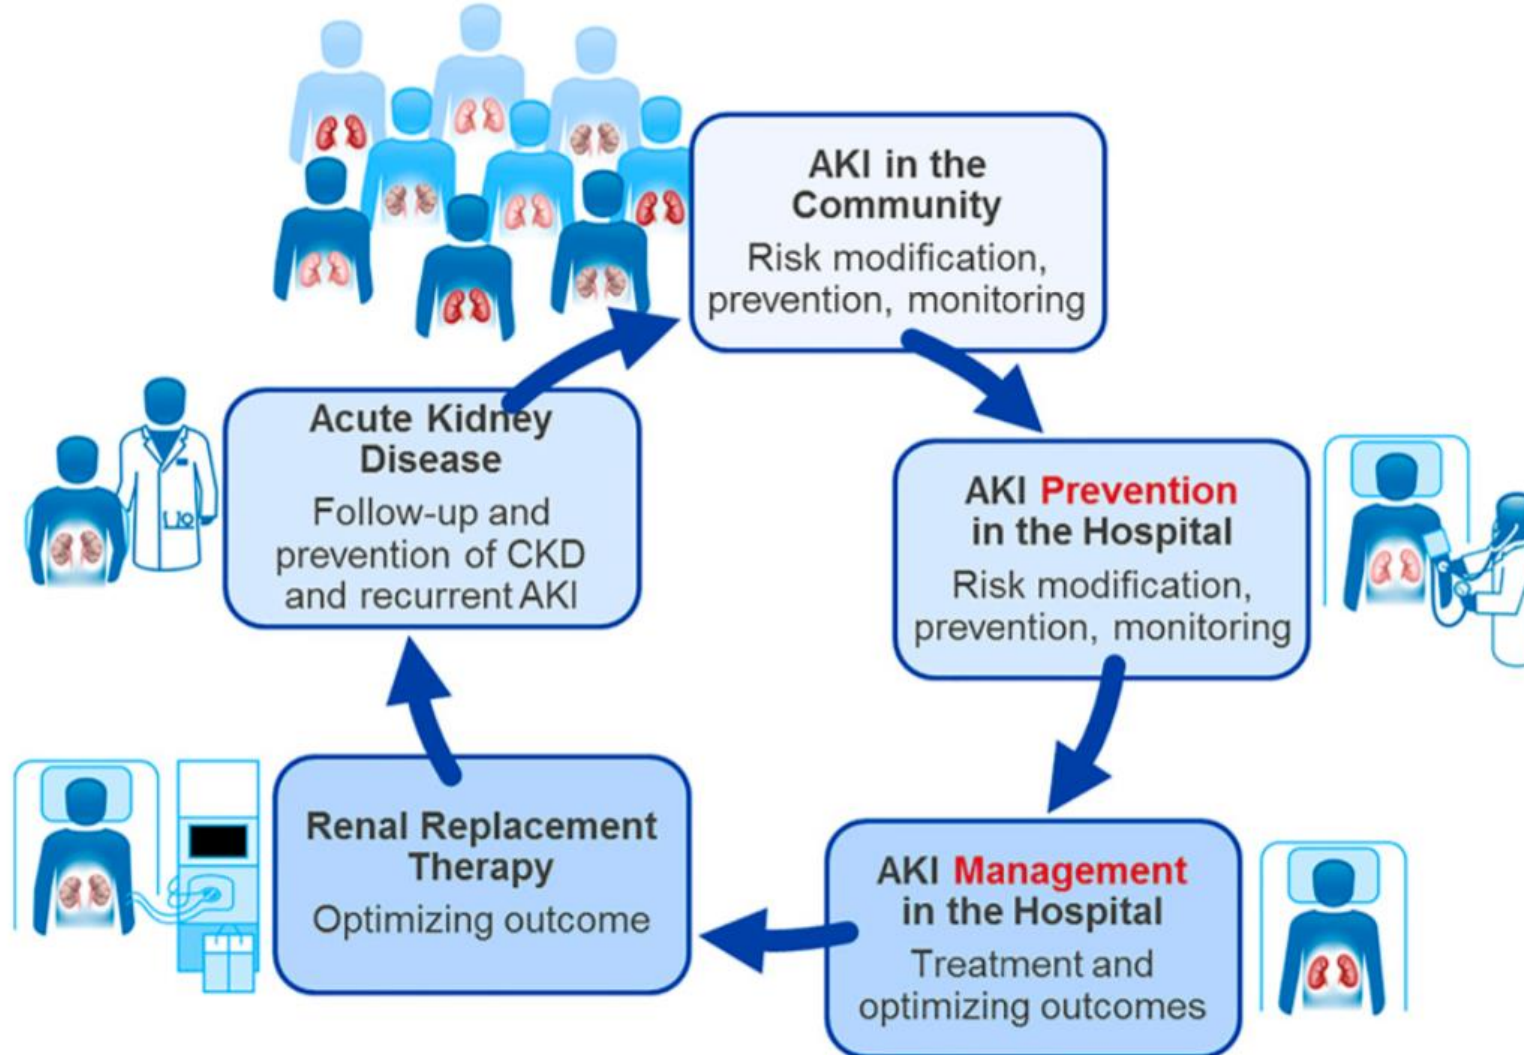 AKI in the
Community
Risk modification,
prevention, monitoring
AKI Prevention
in the Hospital
Risk modification,
prevention, monitoring
AKI Management
in the Hospital
Treatment and
optimizing outcomes
Renal Replacement
Therapy
Optimizing outcome
Acute Kidney
Disease
Follow-up and
prevention of CKD
and recurrent AKI